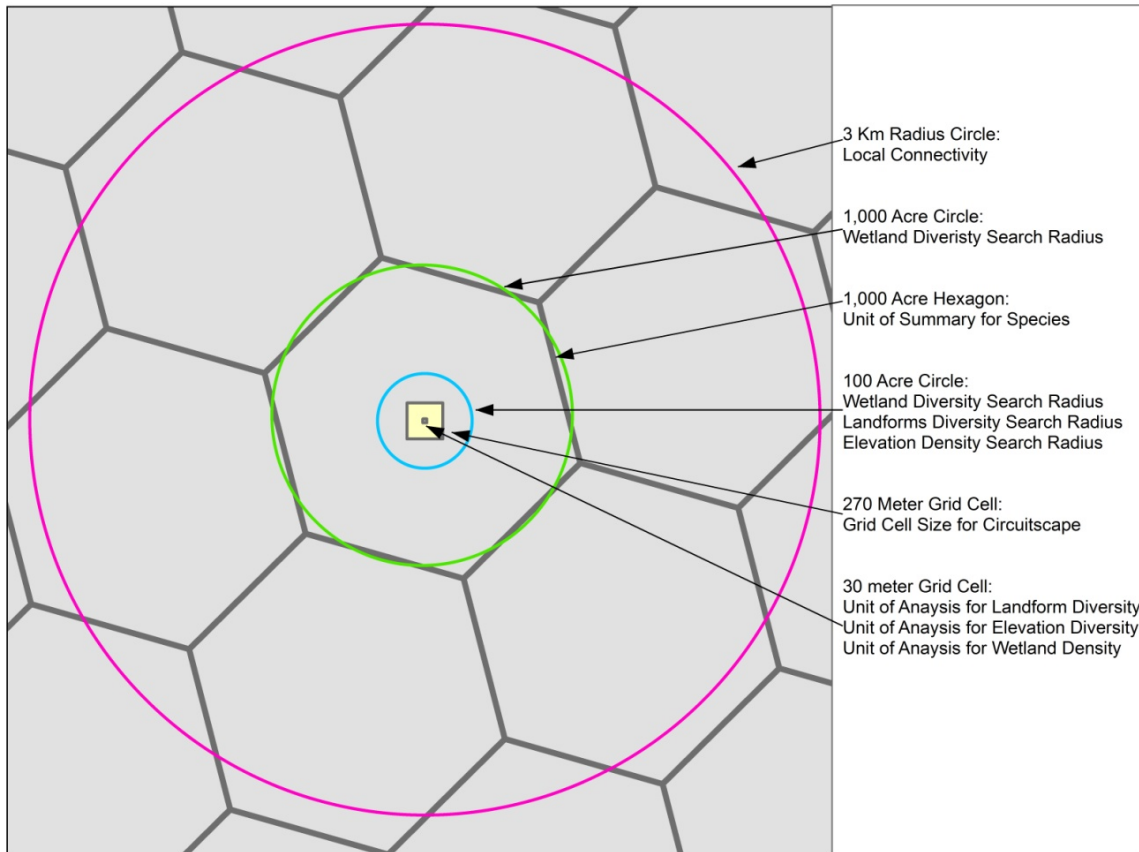 3 Km Radius Circle:
Local Connectivity
1,000 Acre Circle:
Wetland Diveristy Search Radius
1,000 Acre Hexagon:
Unit of Summary for Species
100 Acre Circle:
Wetland Diversity Search Radius
Landforms Diversity Search Radius
Elevation Density Search Radius
270 Meter Grid Cell:
Grid Cell Size for Circuitscape
30 meter Grid Cell:
Unit of Anaysis for Landform Diversity
Unit of Anaysis for Elevation Diversity
Unit of Anaysis for Wetland Density